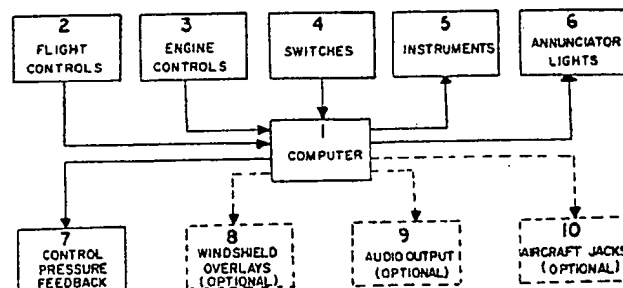 2
FLIGHT
CONTROLS
3
ENGINE
CONTROLS
4
SWITCHES
5
INSTRUMENTS
6
ANNUNCIATOR
LIGHTS
1
COMPUTER
7
CONTROL
PRESSURE
FEEDBACK
8
WINDSHIELD
OVERLAYS
(OPTIONAL)
9
AUDIO OUTPUT
(OPTIONAL)
10
AIRCRAFT JACKS
(OPTIONAL)